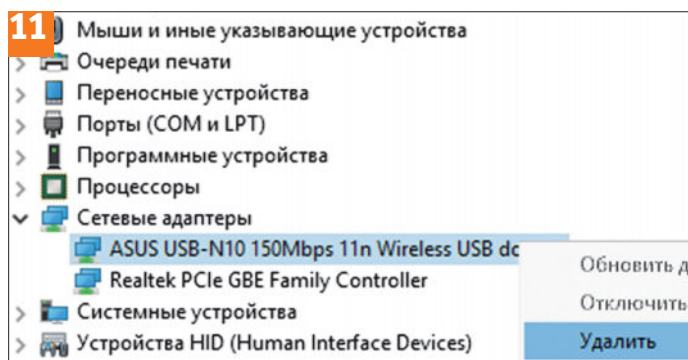 11
Мыши и иные указывающие устройства
Очереди печати
Переносные устройства
Порты (COM и LPT)
Программные устройства
Процессоры
Сетевые адаптеры
ASUS USB-N10 150Mbps 11n Wireless USB do
Realtek PCIe GBE Family Controller
Системные устройства
Устройства HID (Human Interface Devices)
Обновить д
Отключить
Удалить